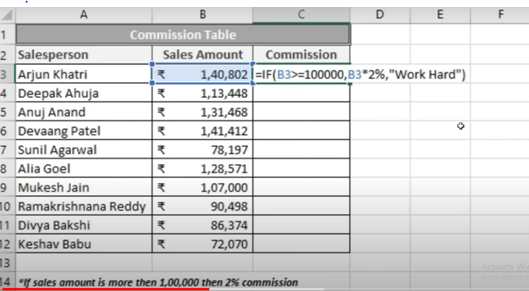 A B C D E F
1 Commission Table
2 Salesperson Sales Amount Commission
3 Arjun Khatri ₹ 1,40,802 =IF(B3>=100000,B3*2%,"Work Hard")
4 Deepak Ahuja ₹ 1,13,448
5 Anuj Anand ₹ 1,31,468
6 Devaang Patel ₹ 1,41,412
7 Sunil Agarwal ₹ 78,197
8 Alia Goel ₹ 1,28,571
9 Mukesh Jain ₹ 1,07,000
10 Ramakrishnana Reddy ₹ 90,498
11 Divya Bakshi ₹ 86,374
12 Keshav Babu ₹ 72,070
13
14 *If sales amount is more then 1,00,000 then 2% commission